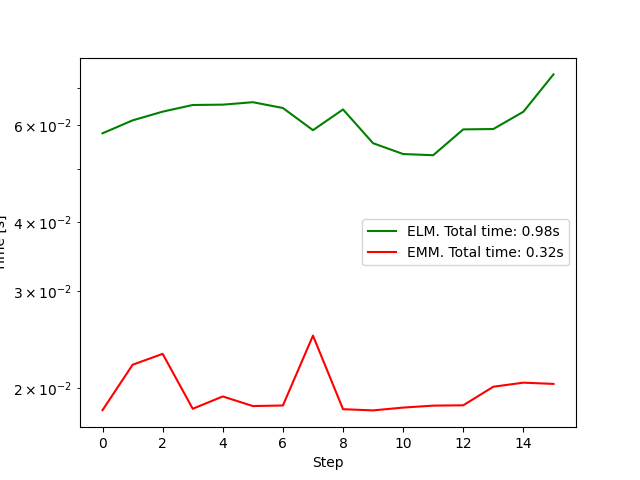 6 × 10⁻²
4 × 10⁻²
3 × 10⁻²
2 × 10⁻²
Time [s]
ELM. Total time: 0.98s
EMM. Total time: 0.32s
0 2 4 6 8 10 12 14
Step